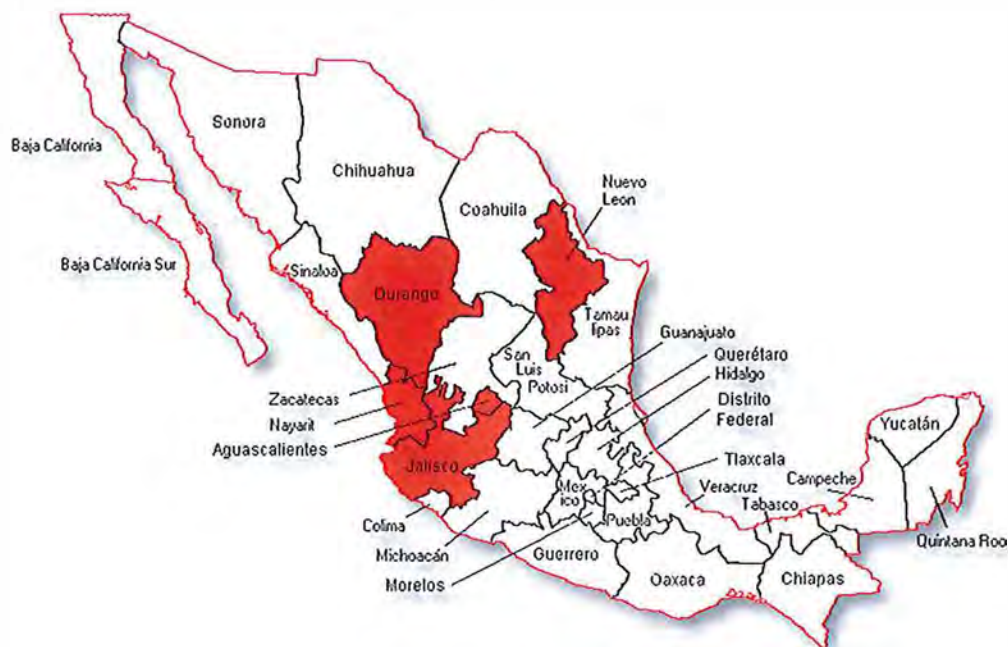 Sonora
Baja California
Chihuahua
Nuevo
Leon
Coahuila
Baja California Sur
Sinaloa
Durango
Tamau
lipas
Guanajuato
San
Luis
Potosi
Querétaro
Hidalgo
Zacatecas
Distrito
Federal
Nayarit
Yucatán
Aguascalientes
Jalisco
Tlaxcala
Campeche
Mex
ico
Veracruz
Tabasco
Colima
Puebla
Quintana Roo
Michoacán
Guerrero
Morelos
Oaxaca
Chiapas